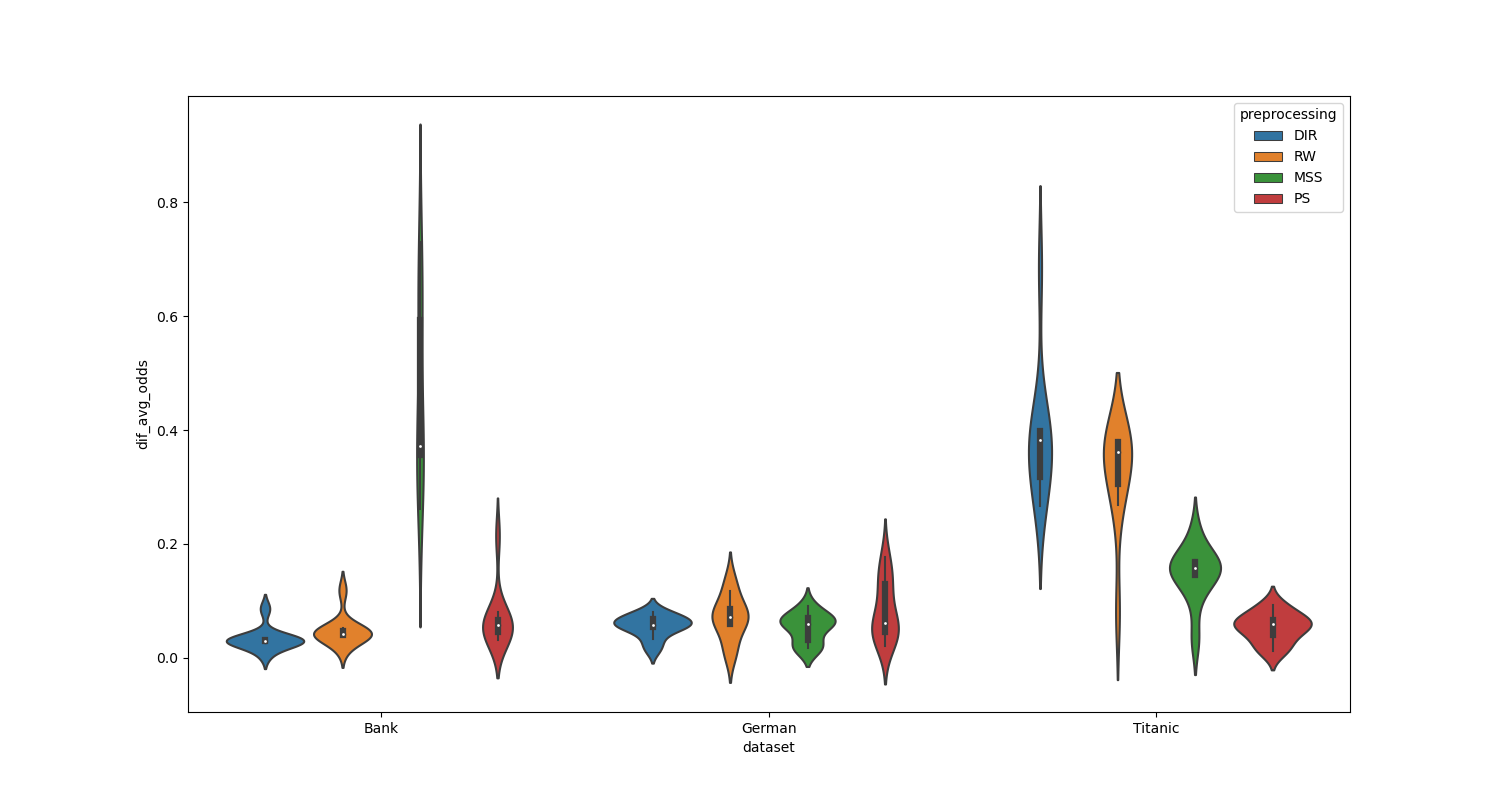 preprocessing
DIR
RW
MSS
PS
dif_avg_odds
0.8
0.6
0.4
0.2
0.0
Bank German Titanic
dataset